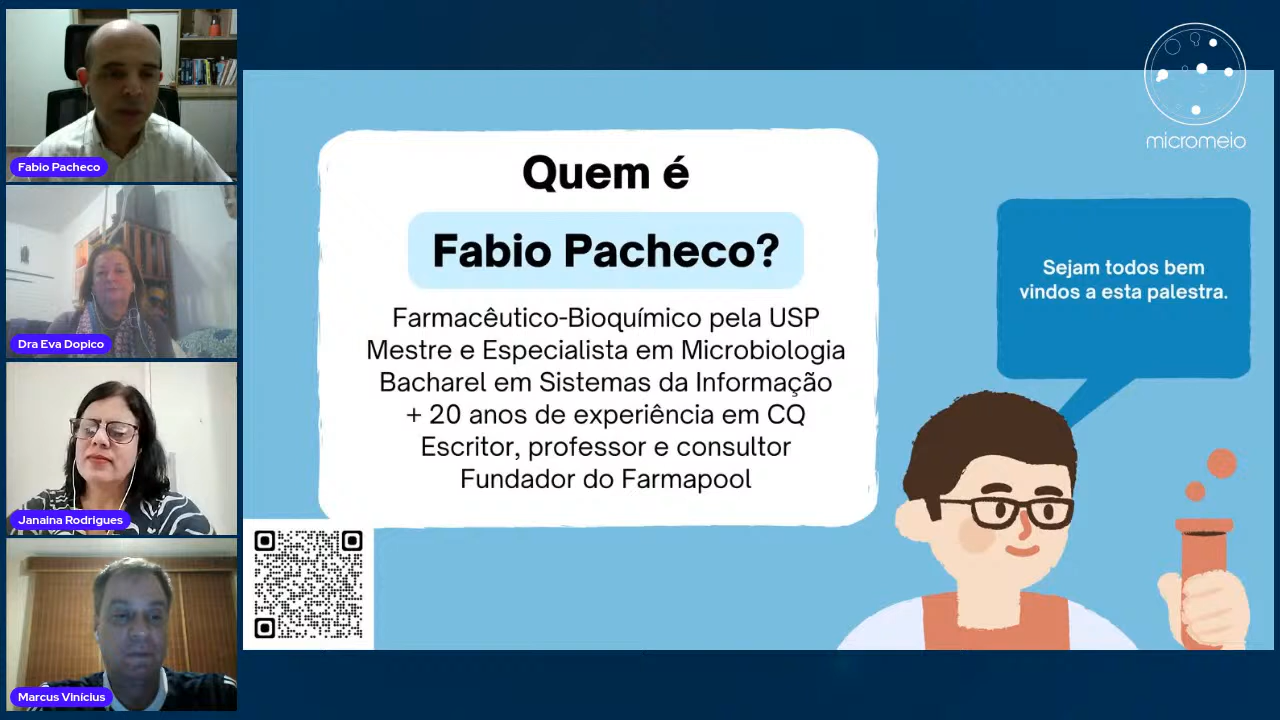 Fabio Pacheco
Dra Eva Dopico
Janaina Rodrigues
Marcus Vinícius
Quem é
Fabio Pacheco?
Farmacêutico-Bioquímico pela USP
Mestre e Especialista em Microbiologia
Bacharel em Sistemas da Informação
+ 20 anos de experiência em CQ
Escritor, professor e consultor
Fundador do Farmapool
micromeio
Sejam todos bem
vindos a esta palestra.